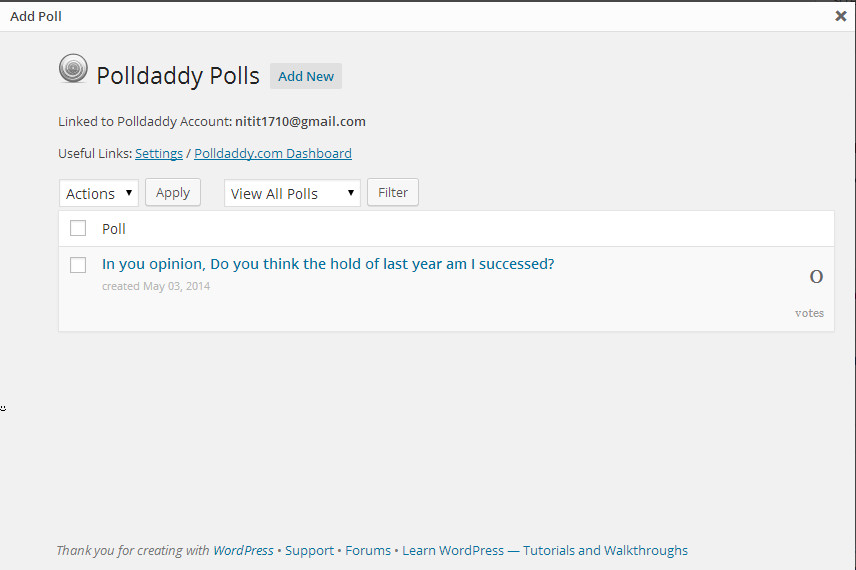 Add Poll
Polldaddy Polls Add New
Linked to Polldaddy Account: nitit1710@gmail.com
Useful Links: Settings / Polldaddy.com Dashboard
Actions Apply View All Polls Filter
Poll
In you opinion, Do you think the hold of last year am I successed?
created May 03, 2014
0
votes
Thank you for creating with WordPress • Support • Forums • Learn WordPress — Tutorials and Walkthroughs